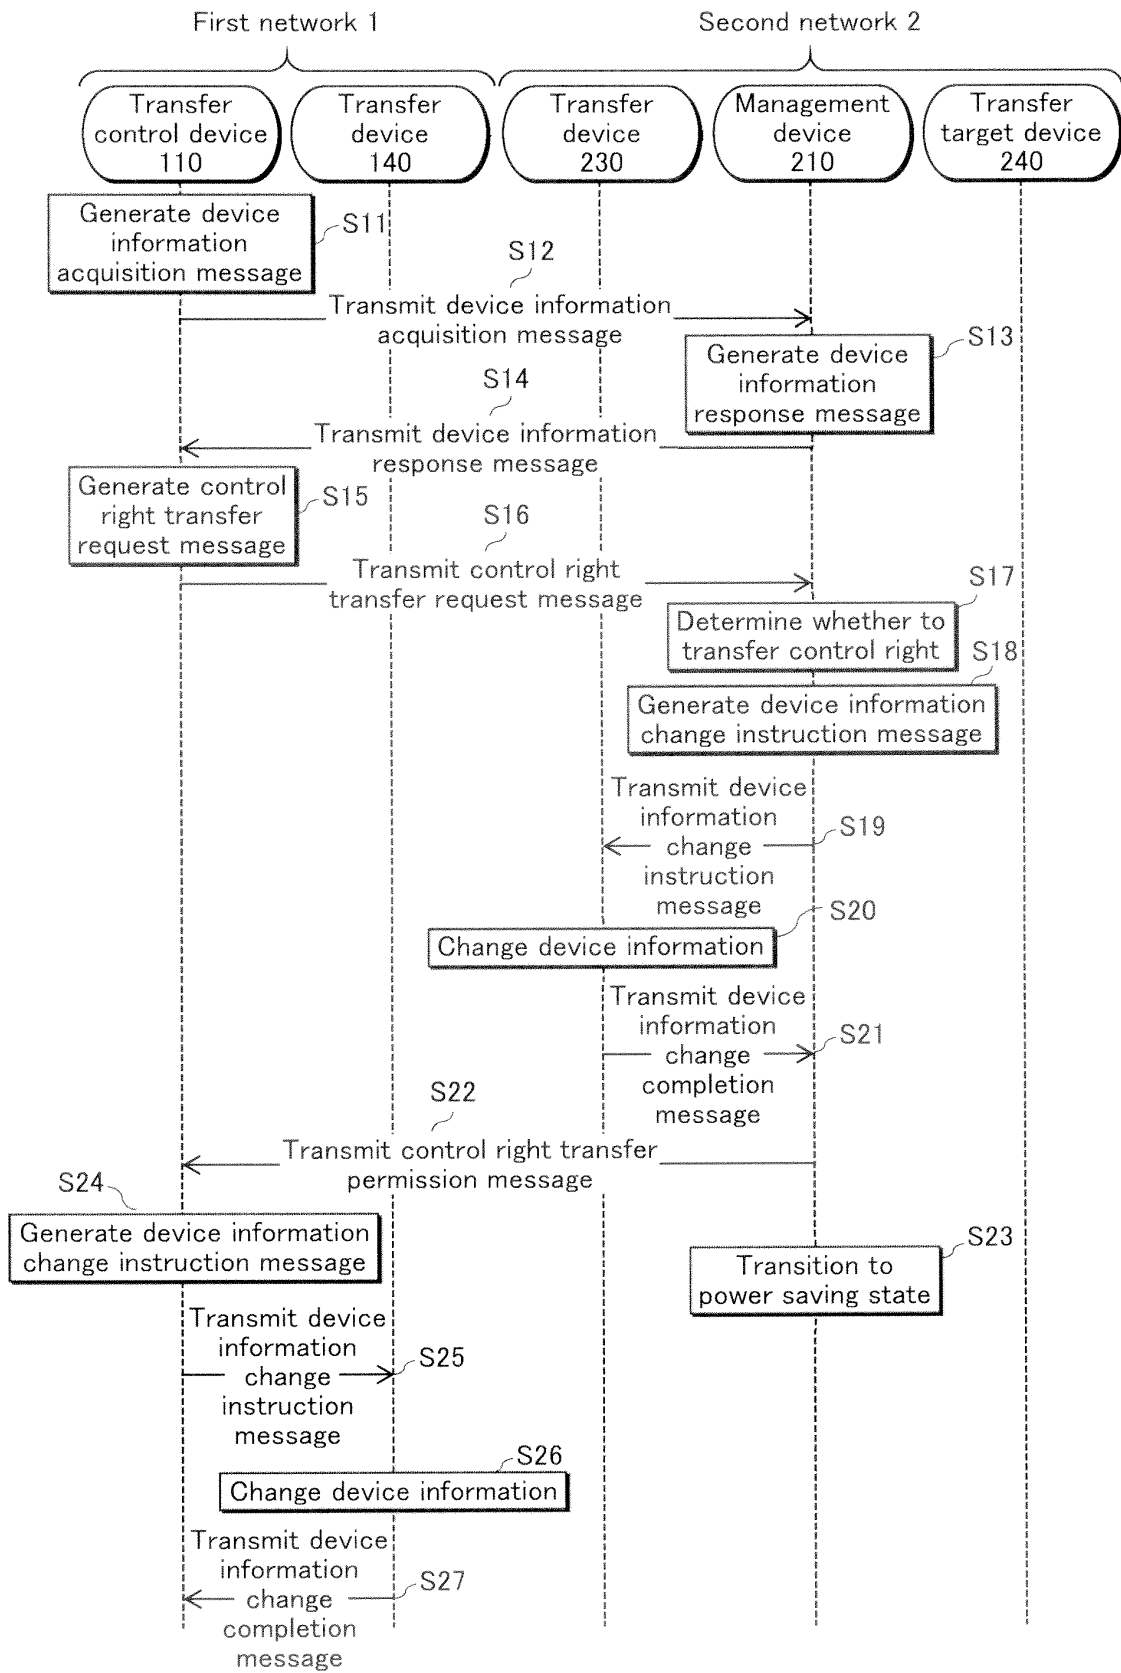 First network 1
Second network 2
Transfer
control device
110
Transfer
device
140
Transfer
device
230
Management
device
210
Transfer
target device
240
Generate device
information
acquisition message
S11
S12
Transmit device information
acquisition message
Generate device
information
response message
S13
S14
Transmit device information
response message
Generate control
right transfer
request message
S15
S16
Transmit control right
transfer request message
S17
Determine whether to
transfer control right
S18
Generate device information
change instruction message
Transmit device
information
change
instruction
message
S19
S20
Change device information
Transmit device
information
change
completion
message
S21
S22
Transmit control right transfer
permission message
S24
Generate device information
change instruction message
S23
Transition to
power saving state
Transmit device
information
change
instruction
message
S25
S26
Change device information
Transmit device
information
change
completion
message
S27